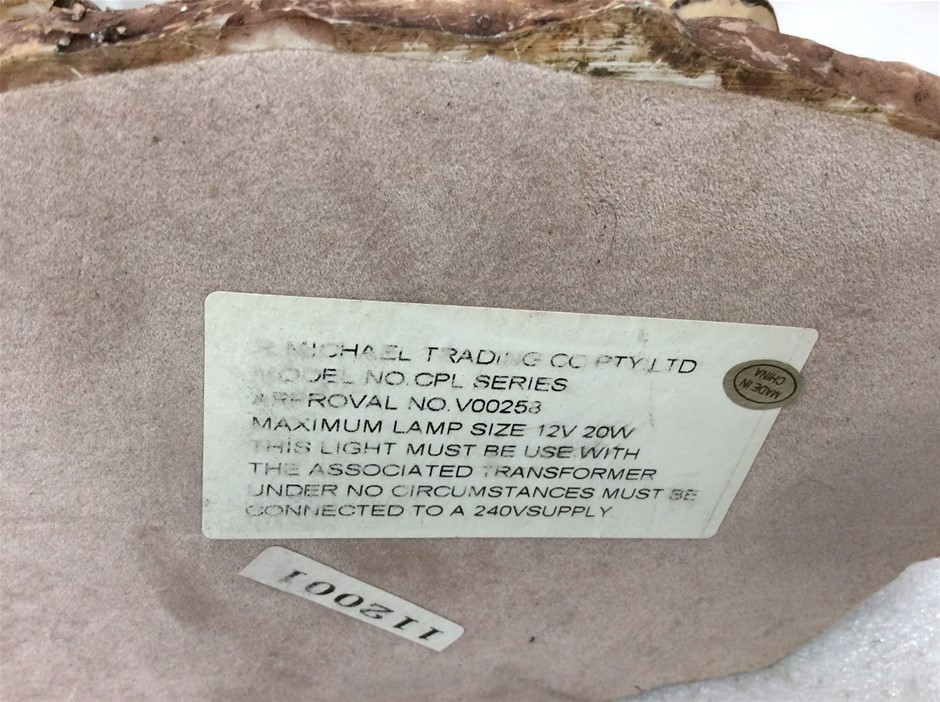 R. MICHAEL TRADING CO PTY.LTD
MODEL NO.CPL SERIES
APPROVAL NO.V00258
MAXIMUM LAMP SIZE 12V 20W
THIS LIGHT MUST BE USE WITH
THE ASSOCIATED TRANSFORMER
UNDER NO CIRCUMSTANCES MUST BE
CONNECTED TO A 240VSUPPLY
MADE IN
CHINA
112001